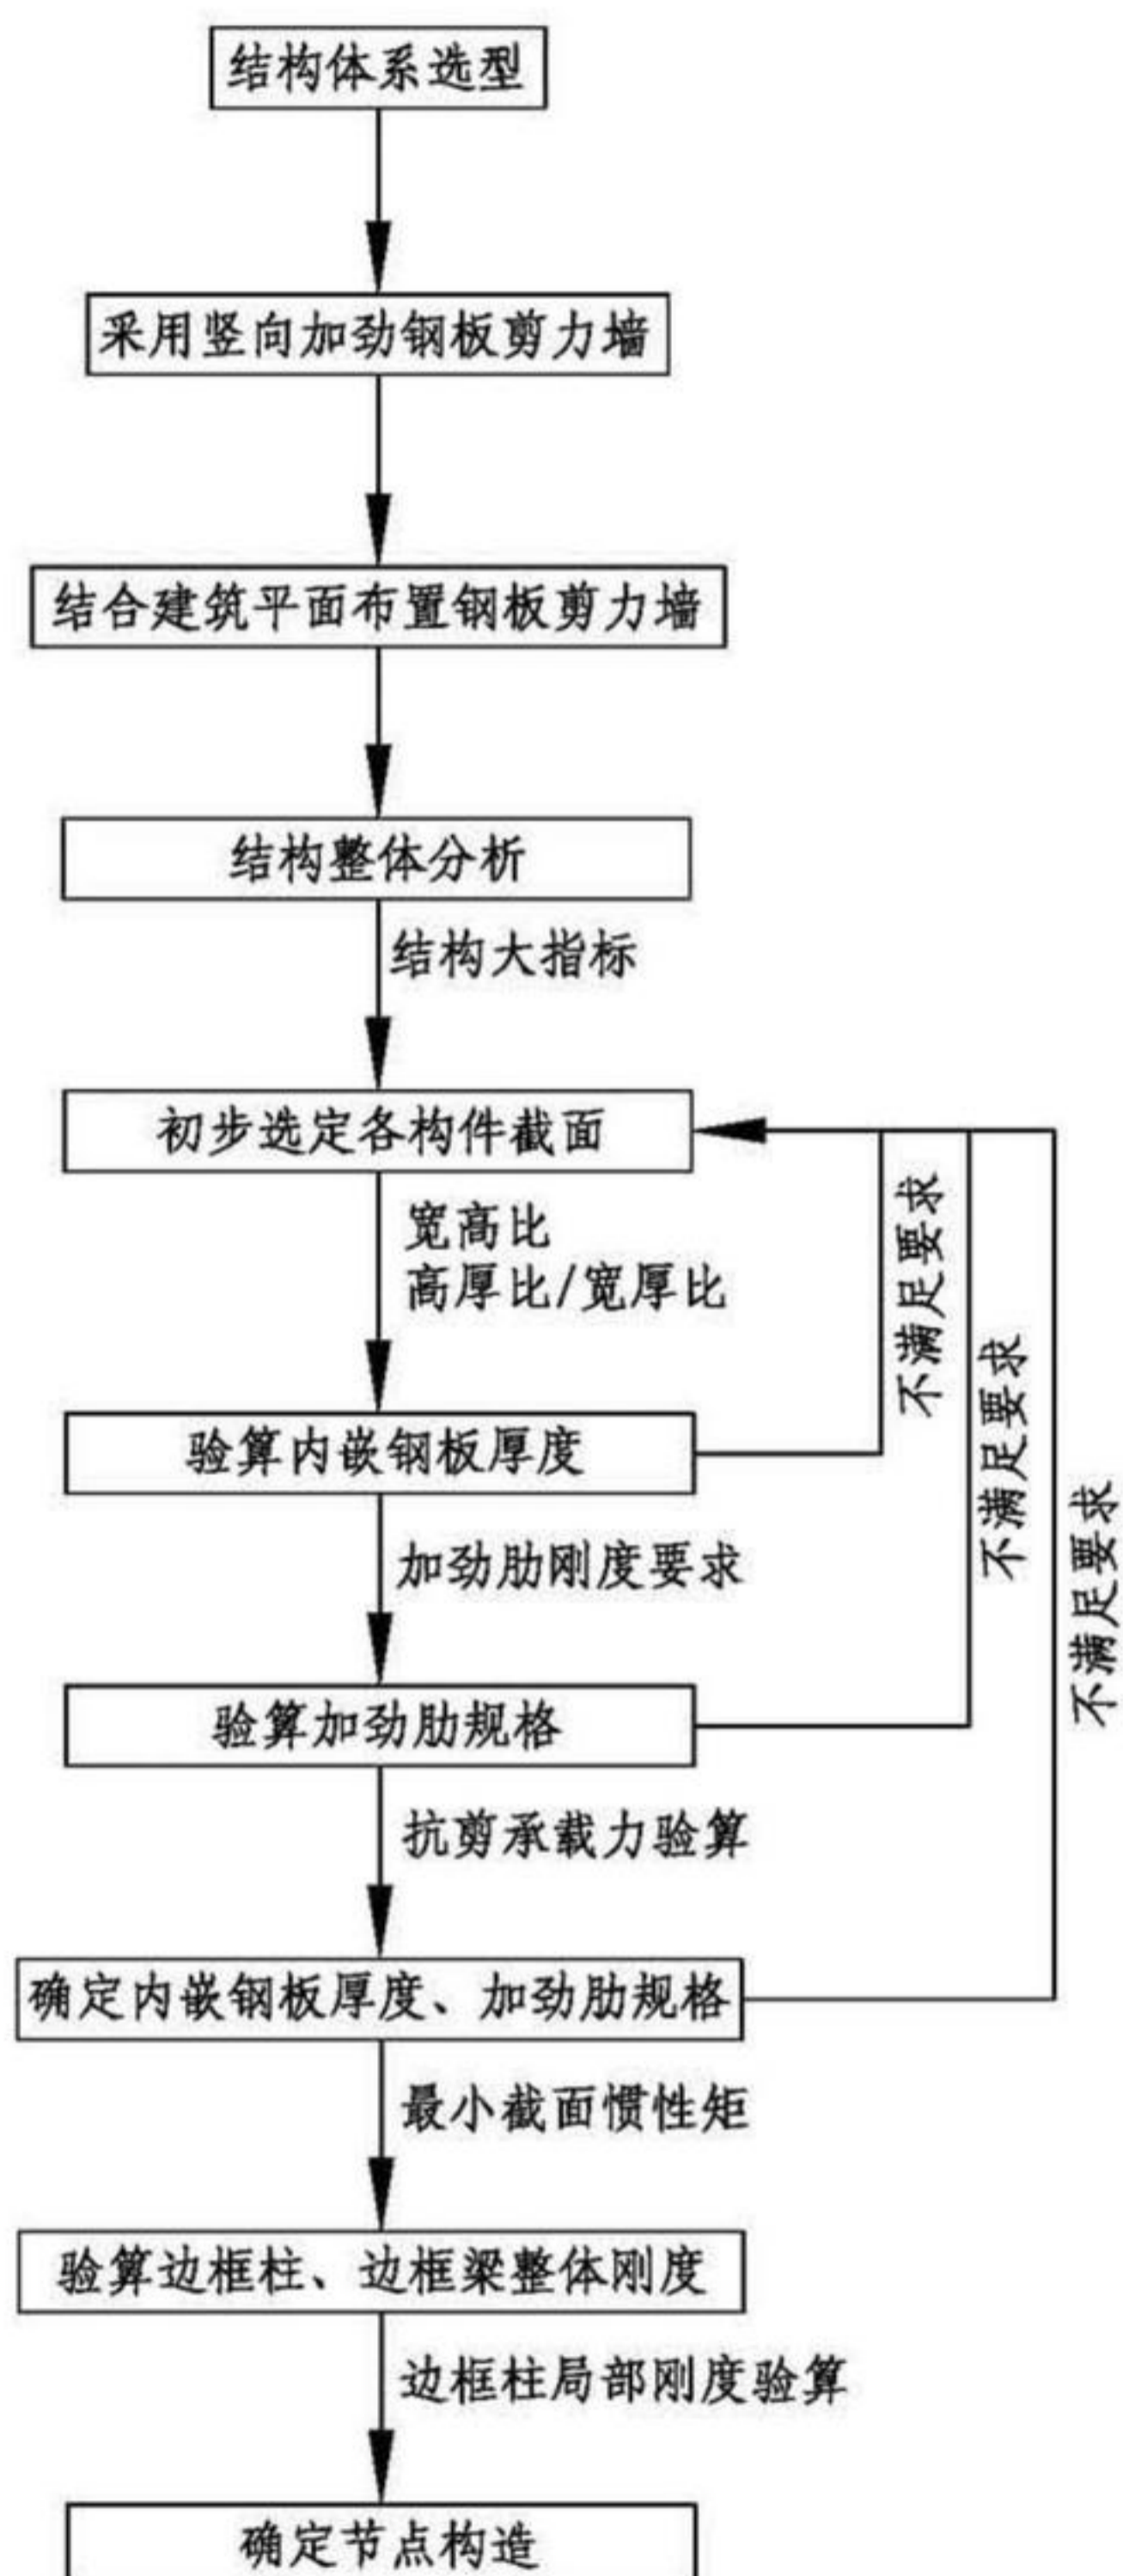 结构体系选型
采用竖向加劲钢板剪力墙
结合建筑平面布置钢板剪力墙
结构整体分析
结构大指标
初步选定各构件截面
宽高比
高厚比/宽厚比
不满足要求
验算内嵌钢板厚度
不满足要求
加劲肋刚度要求
不满足要求
验算加劲肋规格
抗剪承载力验算
确定内嵌钢板厚度、加劲肋规格
最小截面惯性矩
验算边框柱、边框梁整体刚度
边框柱局部刚度验算
确定节点构造